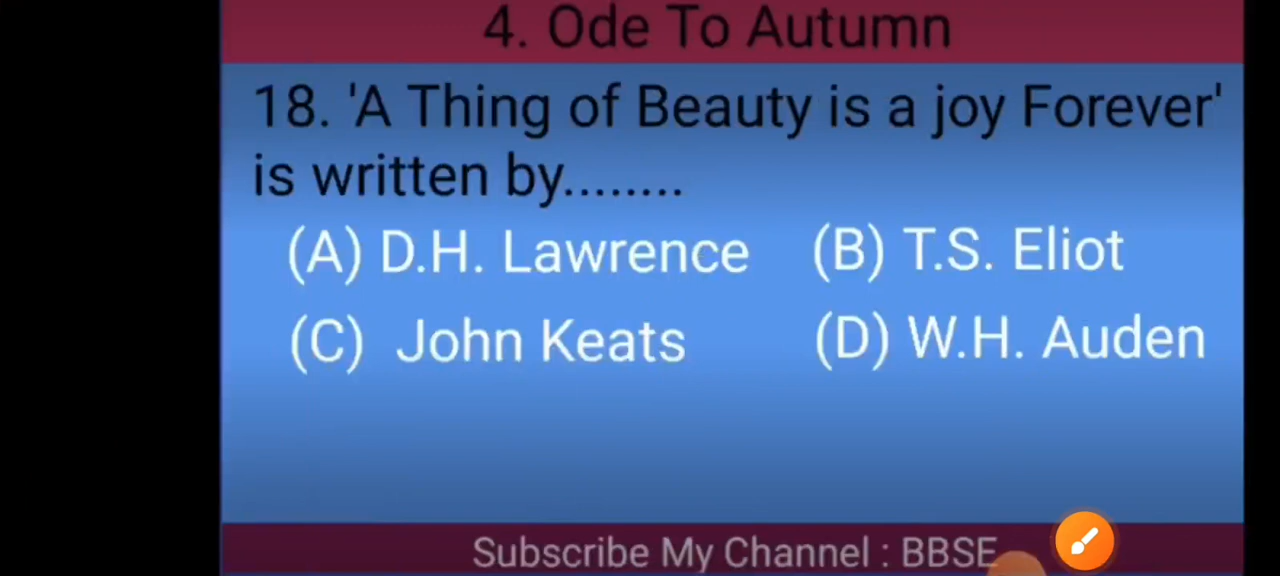 4. Ode To Autumn
18. 'A Thing of Beauty is a joy Forever'
is written by........
(A) D.H. Lawrence (B) T.S. Eliot
(C) John Keats (D) W.H. Auden
Subscribe My Channel : BBSE